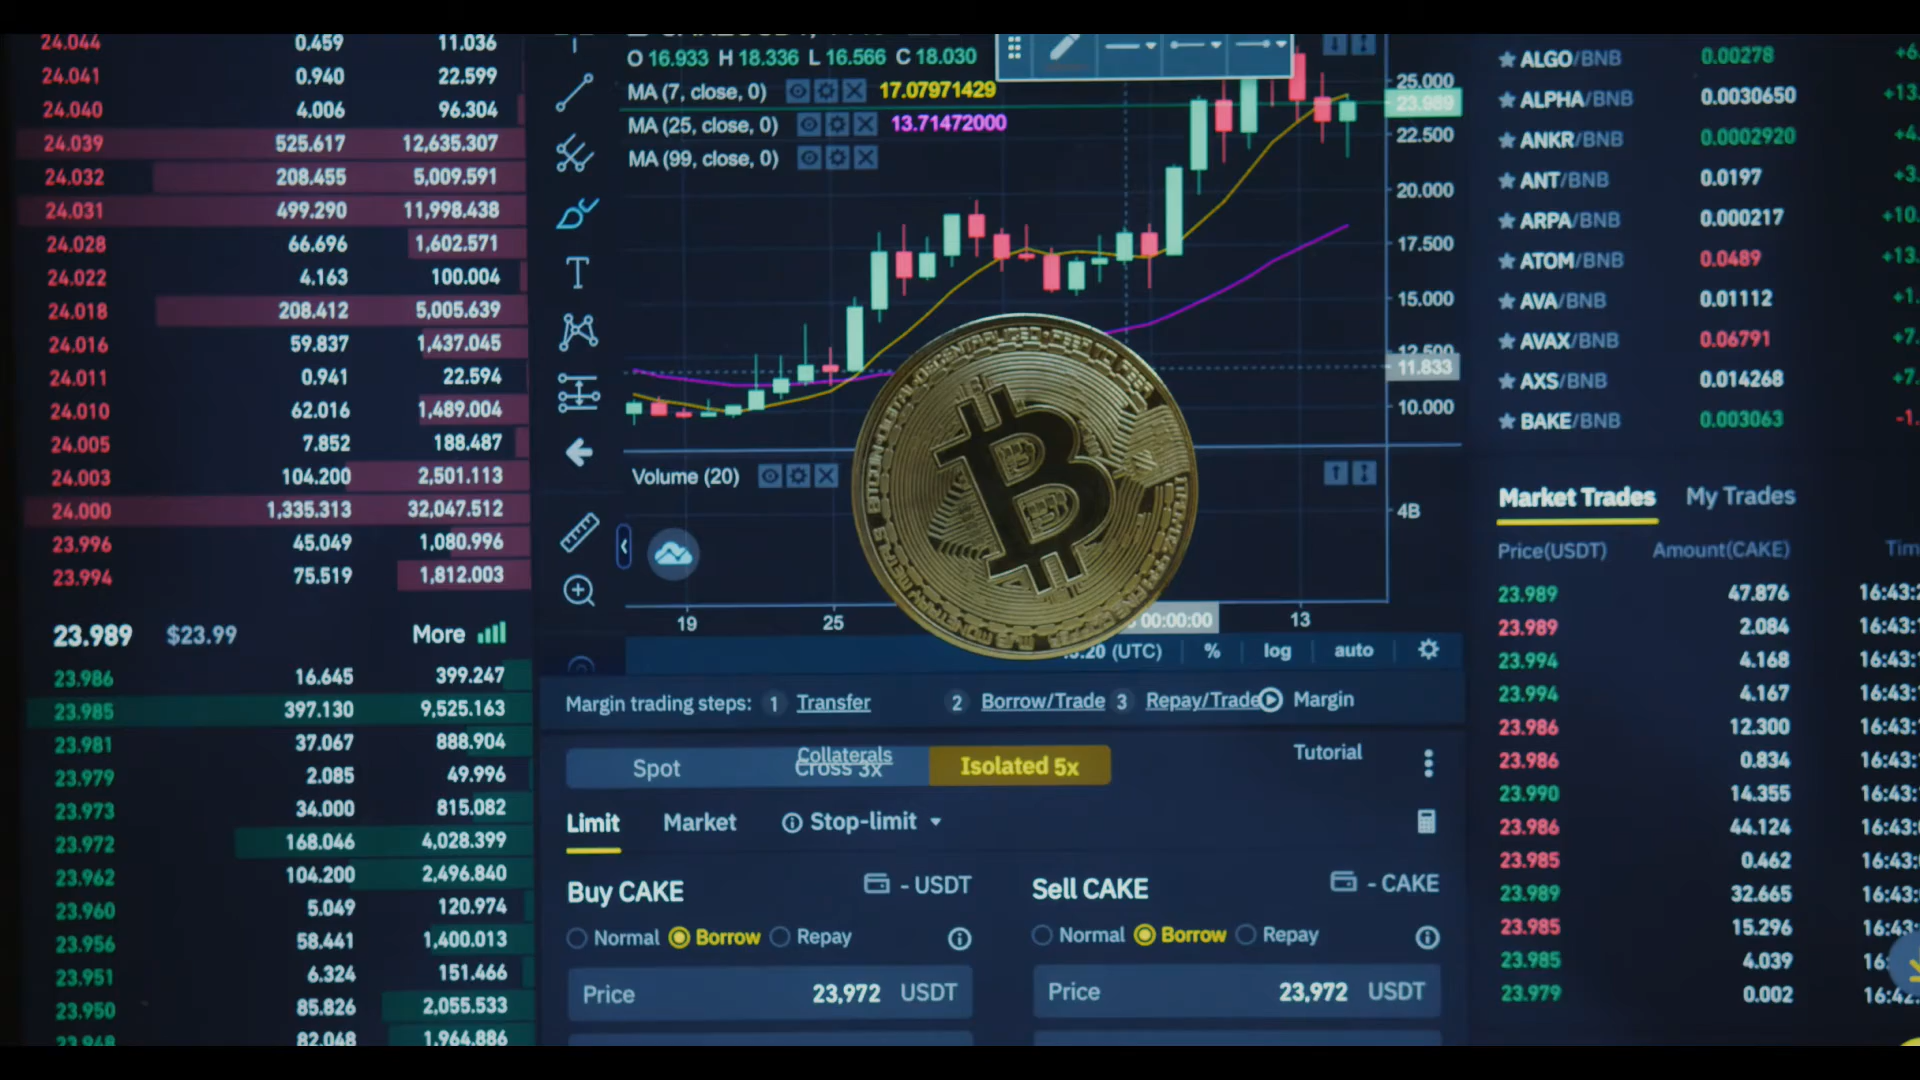 24.044 0.459 11.036
24.041 0.940 22.599
24.040 4.006 96.304
24.039 525.617 12,635.307
24.032 208.455 5,009.591
24.031 499.290 11,998.438
24.028 66.696 1,602.571
24.022 4.163 100.004
24.018 208.412 5,005.639
24.016 59.837 1,437.045
24.011 0.941 22.594
24.010 62.016 1,489.004
24.005 7.852 188.487
24.003 104.200 2,501.113
24.000 1,335.313 32,047.512
23.996 45.049 1,080.996
23.994 75.519 1,812.003
23.989 $23.99 More
23.986 16.645 399.247
23.985 397.130 9,525.163
23.981 37.067 888.904
23.979 2.085 49.996
23.973 34.000 815.082
23.972 168.046 4,028.399
23.962 104.200 2,496.840
23.960 5.049 120.974
23.956 58.441 1,400.013
23.951 6.324 151.466
23.950 85.826 2,055.533
23.948 82.048 1,964.886
O 16.933 H 18.336 L 16.566 C 18.030
MA (7, close, 0) 17.07971429
MA (25, close, 0) 13.71472000
MA (99, close, 0)
25.000
23.989
22.500
20.000
17.500
15.000
12.500
11.833
10.000
Volume (20)
4B
19 25 00:00:00 13
(UTC) % log auto
Margin trading steps: 1 Transfer 2 Borrow/Trade 3 Repay/Trade Margin
Collaterals Tutorial
Spot Cross 3x Isolated 5x
Limit Market Stop-limit
Buy CAKE - USDT
Normal Borrow Repay
Price 23,972 USDT
Sell CAKE - CAKE
Normal Borrow Repay
Price 23,972 USDT
ALGO/BNB 0.00278
ALPHA/BNB 0.0030650
ANKR/BNB 0.0002920
ANT/BNB 0.0197
ARPA/BNB 0.000217
ATOM/BNB 0.0489
AVA/BNB 0.01112
AVAX/BNB 0.06791
AXS/BNB 0.014268
BAKE/BNB 0.003063
Market Trades My Trades
Price(USDT) Amount(CAKE)
23.989 47.876
23.989 2.084
23.994 4.168
23.994 4.167
23.986 12.300
23.986 0.834
23.990 14.355
23.986 44.124
23.985 0.462
23.989 32.665
23.985 15.296
23.985 4.039
23.979 0.002